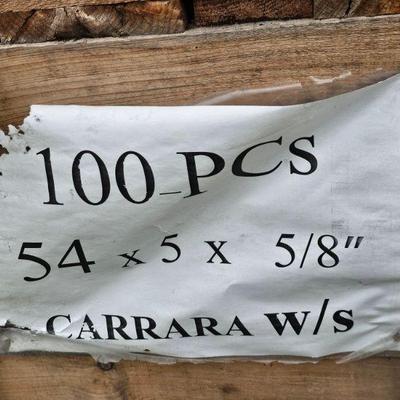 100 PCS
54 x 5 x 5/8"
CARRARA W/S